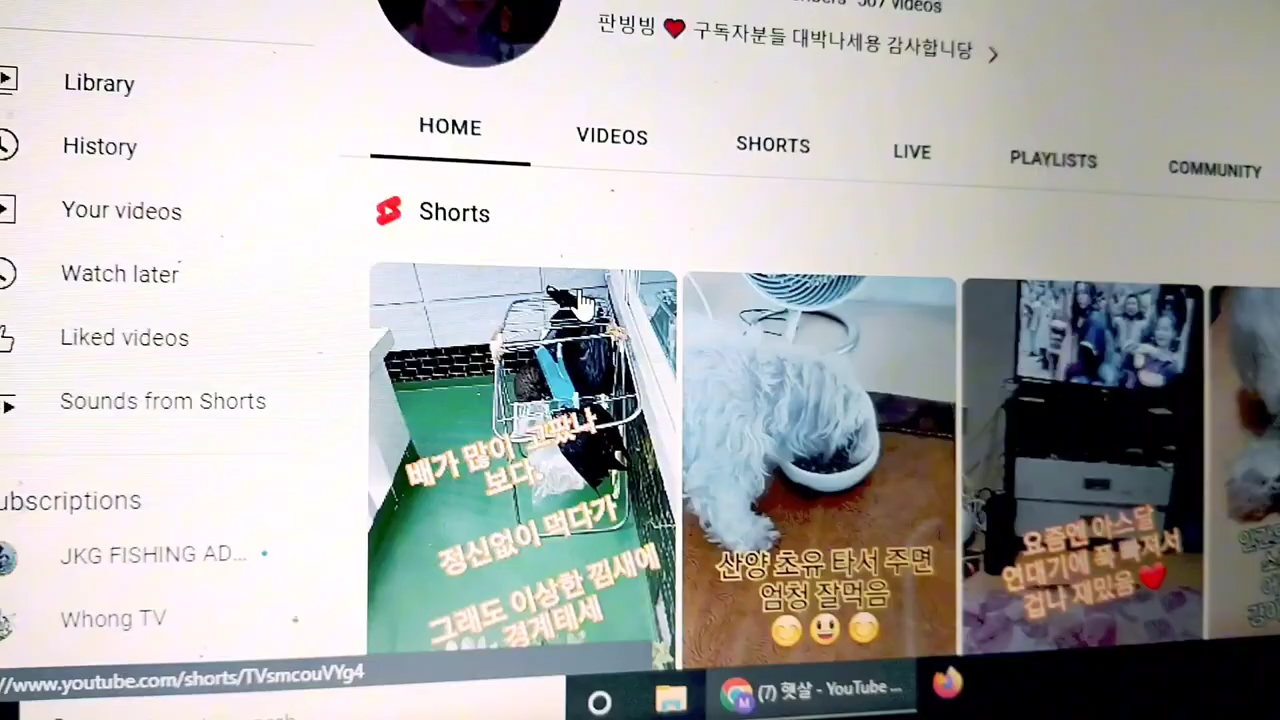 507 videos
판빙빙 ❤️ 구독자분들 대박나세용 감사합니당 >
Library
History
Your videos
Watch later
Liked videos
Sounds from Shorts
ubscriptions
JKG FISHING AD...
Whong TV
HOME VIDEOS SHORTS LIVE PLAYLISTS COMMUNITY
Shorts
배가 많이 고팠나
보다.
정신없이 먹다가
그래도 이상한 낌새에
경계태세
산양 초유 타서 주면
엄청 잘먹음
😊😃😊
요즘엔 아스달
연대기에 푹 빠져서
겁나 재밌음❤️
//www.youtube.com/shorts/TVsmcouVYg4
(7) 햇살 - YouTube ...